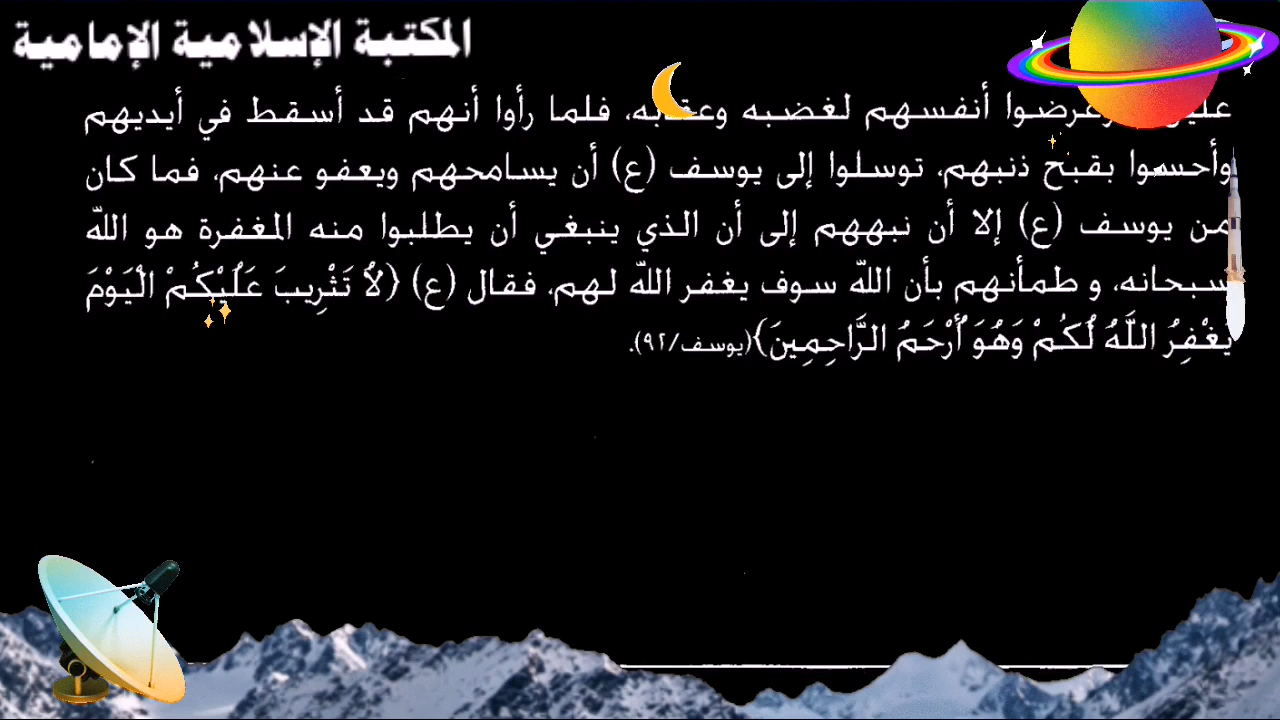 المكتبة الإسلامية الإمامية
أنفسهم لغضبه فلما رأوا أنهم قد أسقط في أيديهم
وأحسوا بقبح ذنبهم، توسلوا إلى يوسف (ع) أن يسامحهم ويعفو عنهم، فما كان
من يوسف (ع) إلا أن نبههم إلى أن الذي ينبغي أن يطلبوا منه المغفرة هو الله
سبحانه، و طمأنهم بأن الله سوف يغفر الله لهم، فقال (ع) {لاَ تَثْرِيبَ عَلَيْكُمْ الْيَوْمَ
يَغْفِرُ اللَّهُ لَكُمْ وَهُوَ أَرْحَمُ الرَّاحِمِينَ}(يوسف/٩٢).